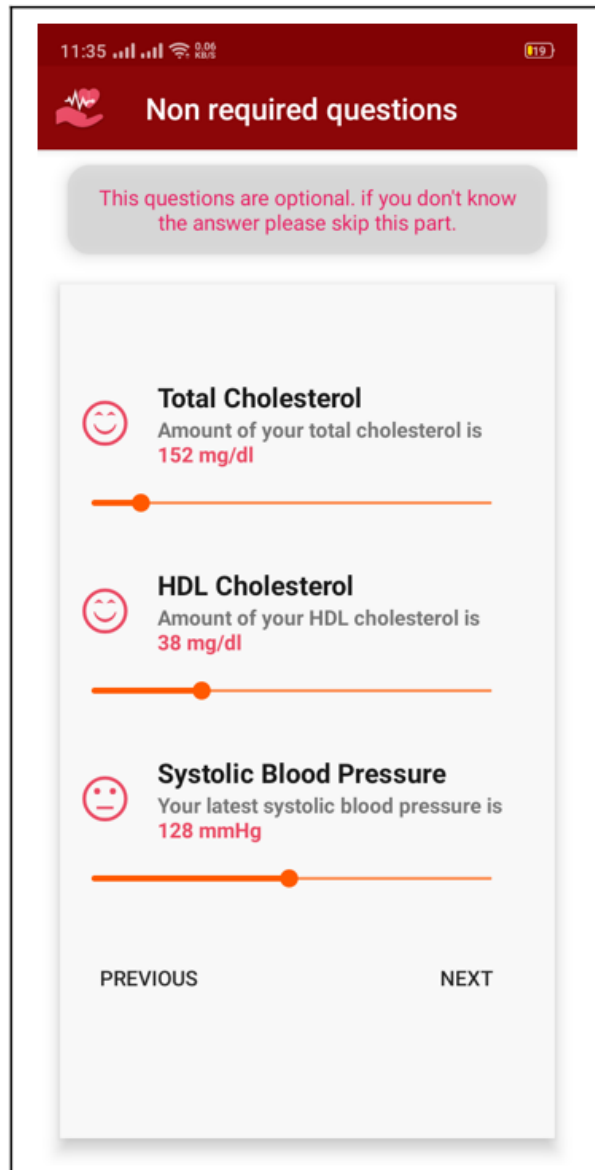 11:35 0.06 KB/S 19
Non required questions
This questions are optional. if you don't know
the answer please skip this part.
Total Cholesterol
Amount of your total cholesterol is
152 mg/dl
HDL Cholesterol
Amount of your HDL cholesterol is
38 mg/dl
Systolic Blood Pressure
Your latest systolic blood pressure is
128 mmHg
PREVIOUS NEXT